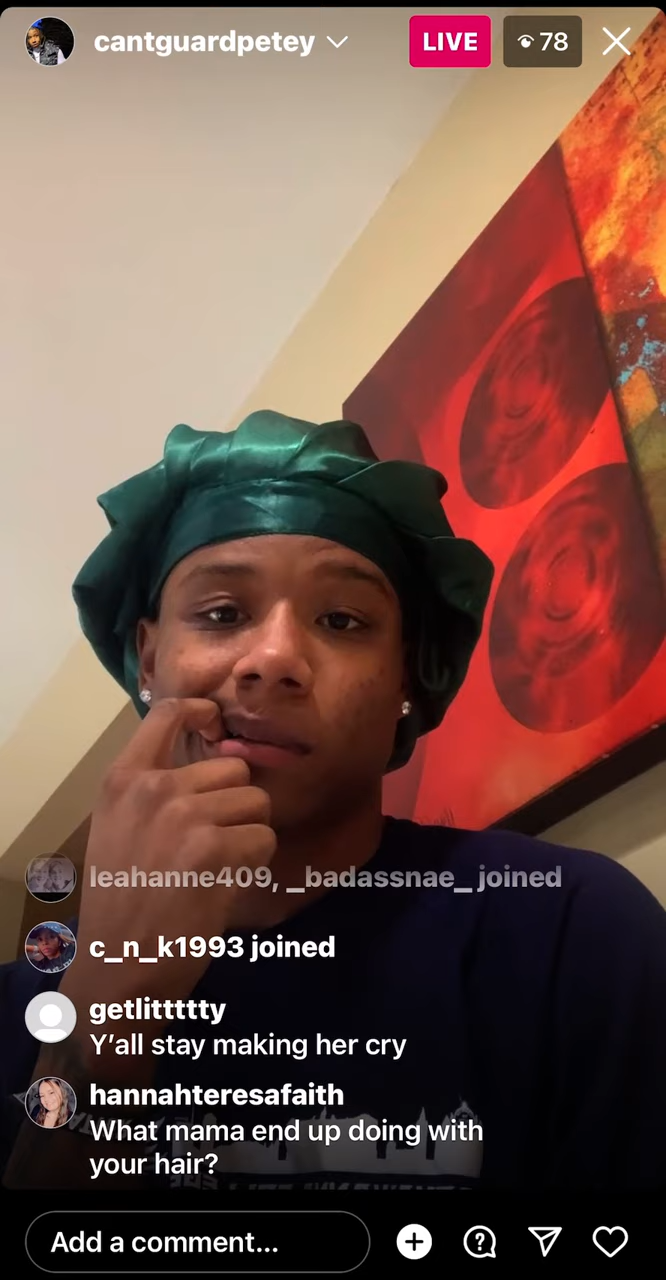 cantguardpetey
LIVE
78
leahanne409, _badassnae_ joined
c_n_k1993 joined
getlittttty
Y’all stay making her cry
hannahteresafaith
What mama end up doing with
your hair?
Add a comment...